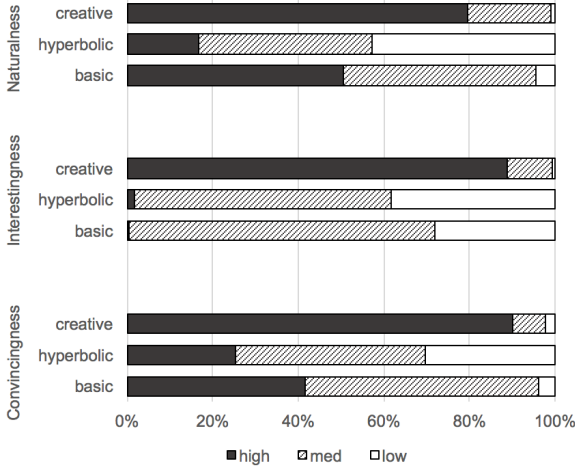 Naturalness
creative
hyperbolic
basic
Interestingness
creative
hyperbolic
basic
Convincingness
creative
hyperbolic
basic
0% 20% 40% 60% 80% 100%
high med low